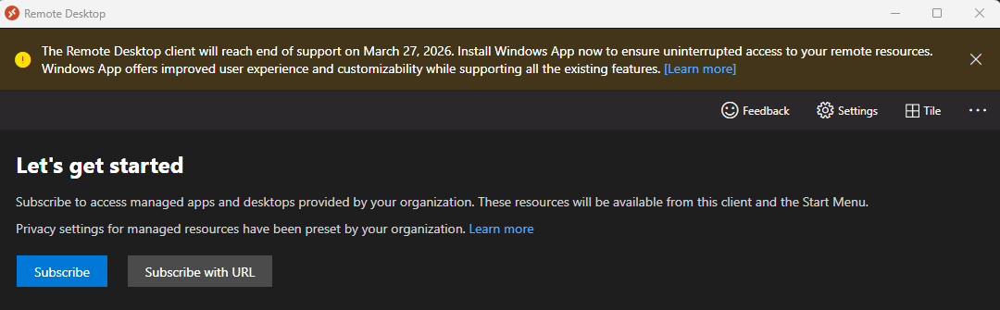 Remote Desktop
The Remote Desktop client will reach end of support on March 27, 2026. Install Windows App now to ensure uninterrupted access to your remote resources.
Windows App offers improved user experience and customizability while supporting all the existing features. [Learn more]
Feedback
Settings
Tile
Let's get started
Subscribe to access managed apps and desktops provided by your organization. These resources will be available from this client and the Start Menu.
Privacy settings for managed resources have been preset by your organization. Learn more
Subscribe
Subscribe with URL